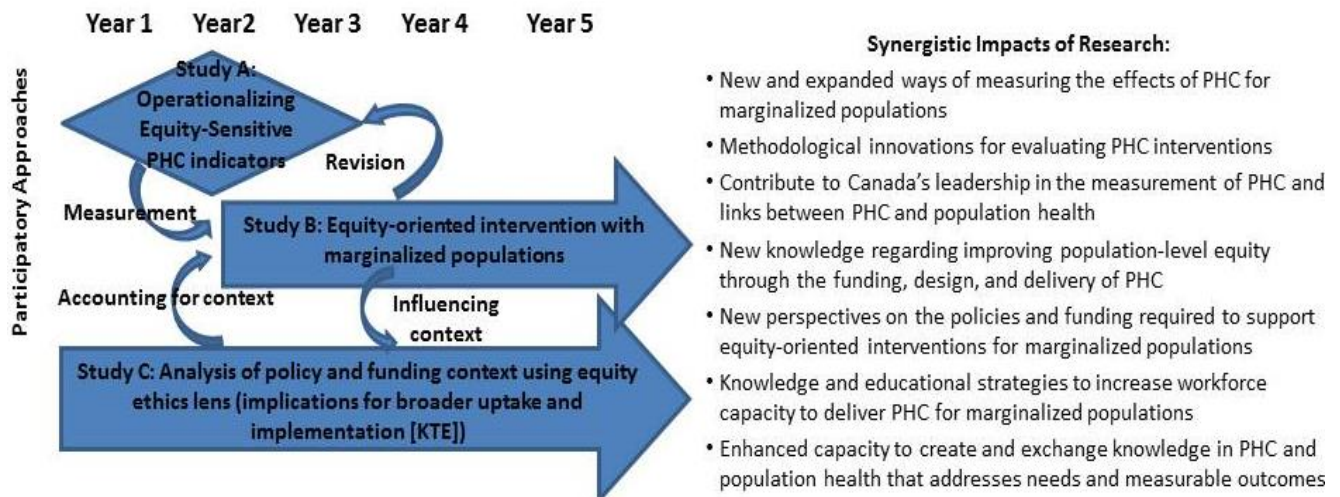 Year 1 Year2 Year 3 Year 4 Year 5
Participatory Approaches
Study A:
Operationalizing
Equity-Sensitive
PHC indicators
Revision
Measurement
Study B: Equity-oriented intervention with
marginalized populations
Accounting for context
Influencing
context
Study C: Analysis of policy and funding context using equity
ethics lens (implications for broader uptake and
implementation [KTE])
Synergistic Impacts of Research:
• New and expanded ways of measuring the effects of PHC for
marginalized populations
• Methodological innovations for evaluating PHC interventions
• Contribute to Canada's leadership in the measurement of PHC and
links between PHC and population health
• New knowledge regarding improving population-level equity
through the funding, design, and delivery of PHC
• New perspectives on the policies and funding required to support
equity-oriented interventions for marginalized populations
• Knowledge and educational strategies to increase workforce
capacity to deliver PHC for marginalized populations
• Enhanced capacity to create and exchange knowledge in PHC and
population health that addresses needs and measurable outcomes